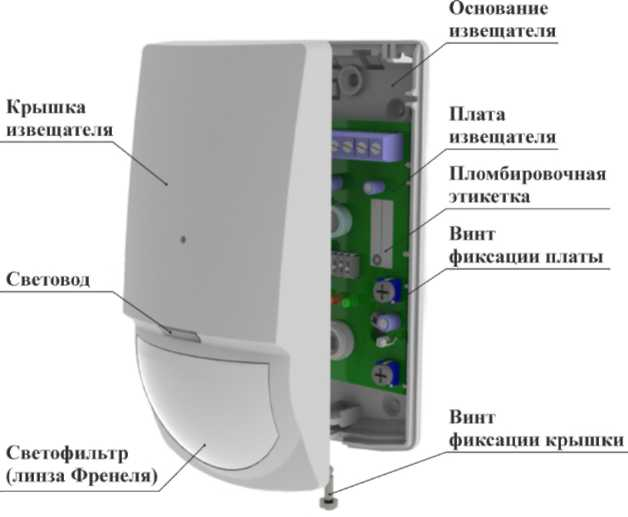 Основание
извещателя
Крышка
извещателя
Плата
извещателя
Пломбировочная
этикетка
Винт
фиксации платы
Световод
Винт
фиксации крышки
Светофильтр
(линза Френеля)